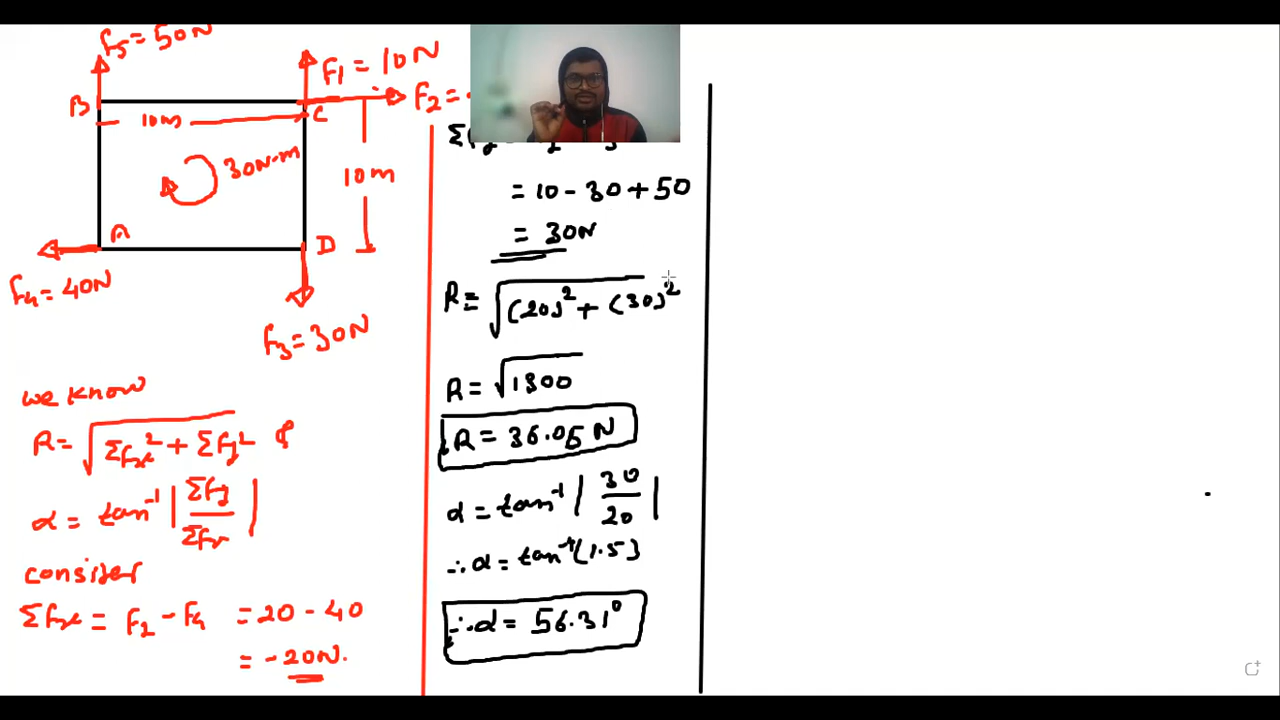 F5 = 50N
F1 = 10N
B
C
F2 =
10m
30N-m
10m
A
D
F4 = 40N
F3 = 30N
we know
R = √ΣFx² + ΣFy² &
α = tan⁻¹ |ΣFy/ΣFx|
consider
ΣFx = F2 - F4 = 20 - 40
= -20N.
= 10 - 30 + 50
= 30N
R = √(20)² + (30)²
R = √1300
R = 36.05 N
α = tan⁻¹ |30/20|
∴ α = tan⁻¹(1.5)
∴ α = 56.31°